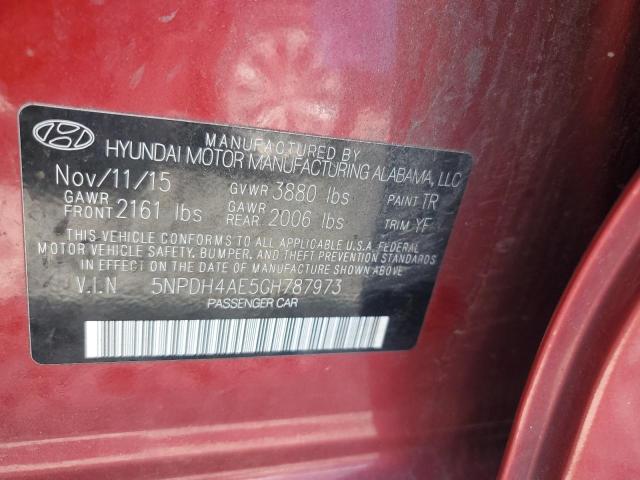 MANUFACTURED BY
HYUNDAI MOTOR MANUFACTURING ALABAMA, LLC
Nov/11/15 GVWR 3880 lbs PAINT TR
GAWR FRONT 2161 lbs GAWR REAR 2006 lbs TRIM YF
THIS VEHICLE CONFORMS TO ALL APPLICABLE U.S.A. FEDERAL
MOTOR VEHICLE SAFETY, BUMPER, AND THEFT PREVENTION STANDARDS
IN EFFECT ON THE DATE OF MANUFACTURE SHOWN ABOVE.
V.I.N 5NPDH4AE5GH787973
PASSENGER CAR